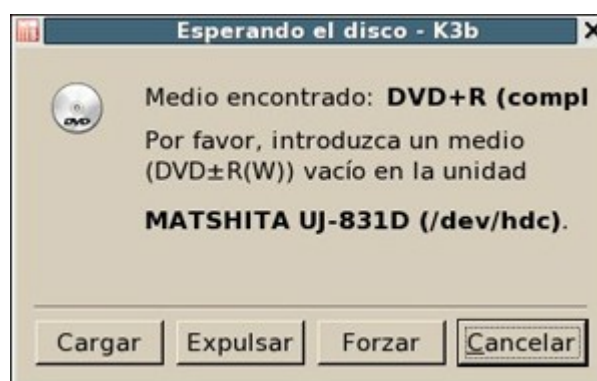 Esperando el disco - K3b
Medio encontrado: DVD+R (compl
Por favor, introduzca un medio
(DVD±R(W)) vacío en la unidad
MATSHITA UJ-831D (/dev/hdc).
DVD
Cargar Expulsar Forzar Cancelar